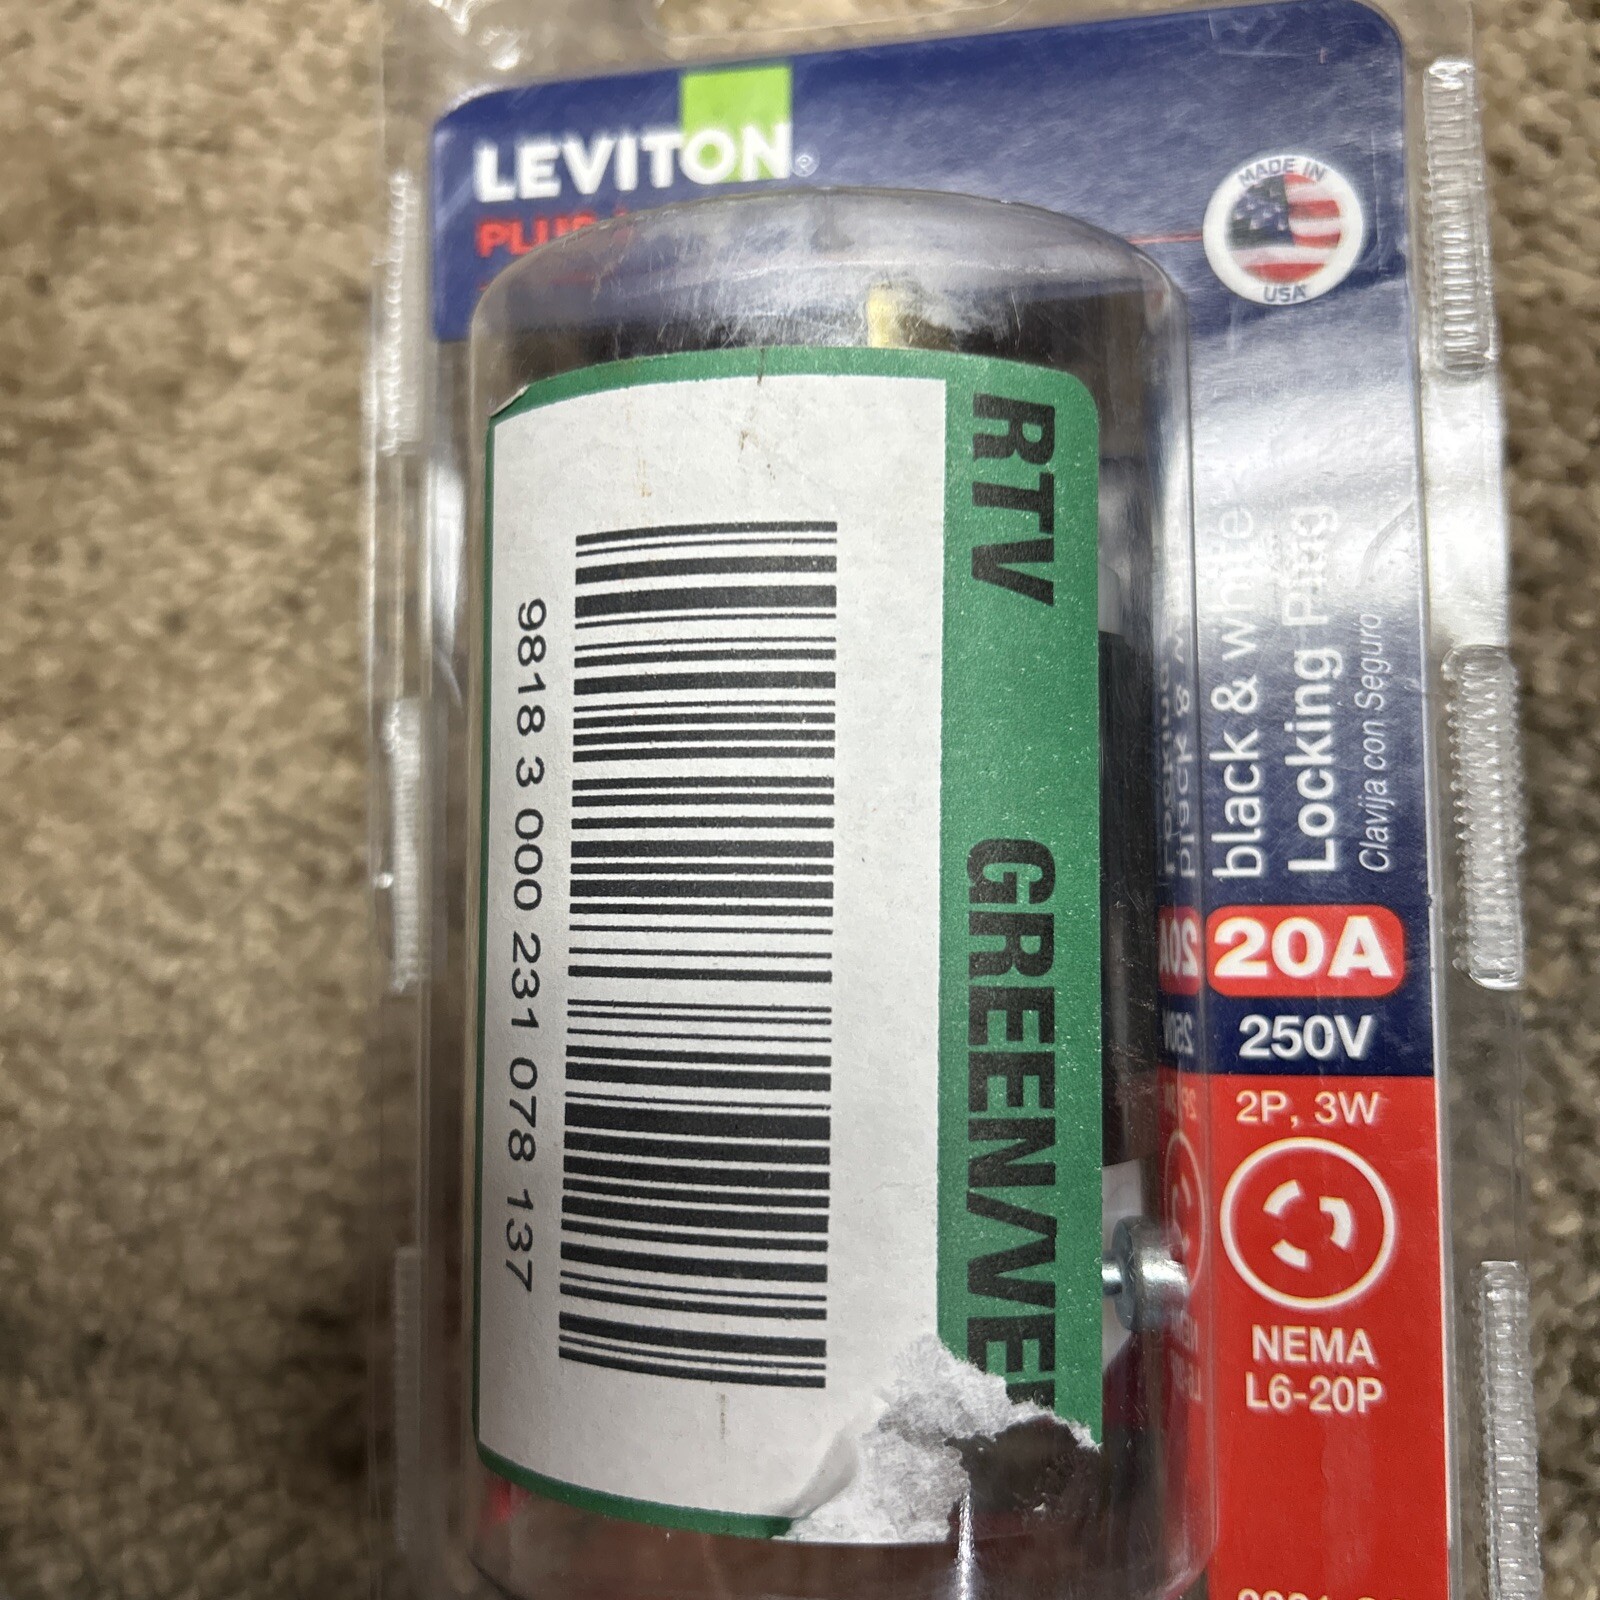 LEVITON®
MADE IN
USA
RTV
GREENWE
9818 3 000 231 078 137
black & white
Locking Plug
Clavija con Seguro
20A
250V
2P, 3W
NEMA
L6-20P